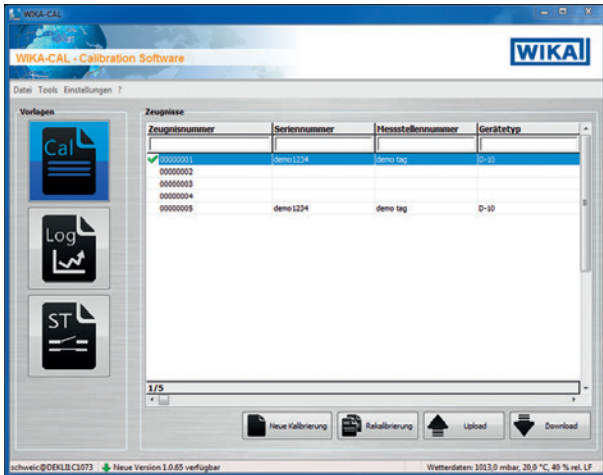 WIKA-CAL
WIKA-CAL - Calibration Software
WIKA
Datei Tools Einstellungen ?
Vorlagen
Zeugnisse
Zeugnisnummer Seriennummer Messstellennummer Gerätetyp
Cal
00000001 demo1234 demo tag D-10
00000002
00000003
00000004
00000005 demo1234 demo tag D-10
Log
ST
1/5
Neue Kalibrierung Rekalibrierung Upload Download
Neue Version 1.0.65 verfügbar Wetterdaten: 1013,0 mbar, 20,0 °C, 40 % rel. LF